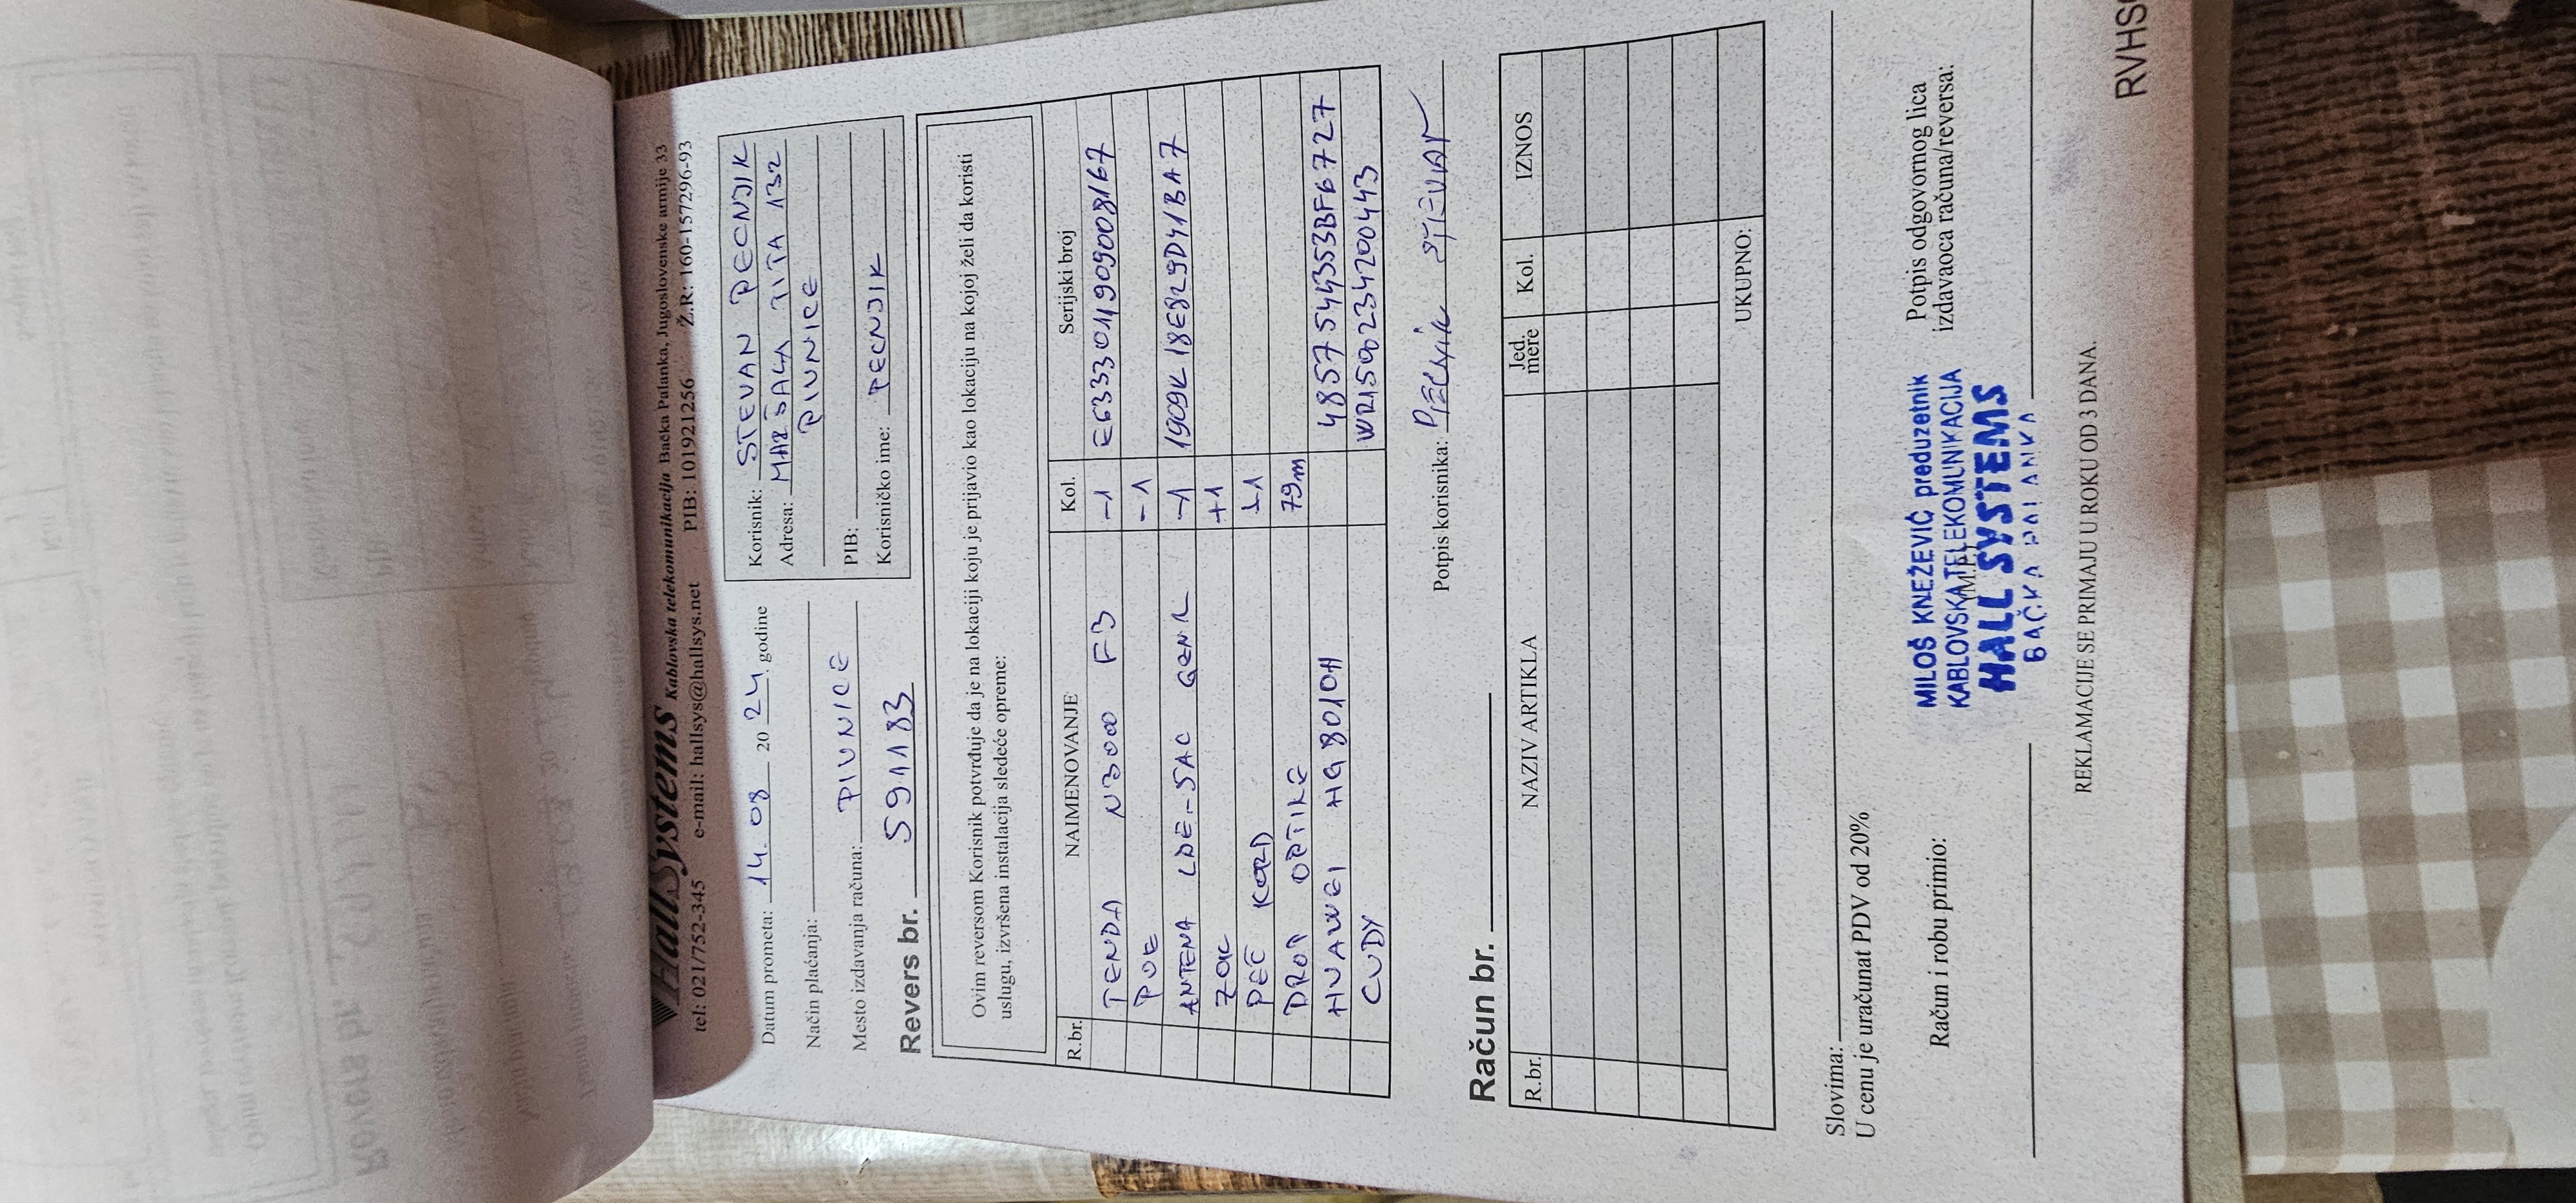 HallSystems Kablovska telekomunikacija Bačka Palanka, Jugoslovenske armije 33
tel: 021/752-345 e-mail: hallsys@hallsys.net PIB: 101921256 Ž.R: 160-157296-93
Datum prometa: 14. 08 20 24. godine
Način plaćanja:
Mesto izdavanja računa: PIVNICE
Revers br. 591183
Korisnik: STEVAN PECNJIK
Adresa: MARŠALA TITA 132
PIVNICE
PIB:
Korisničko ime: PECNJIK
Ovim reversom Korisnik potvrđuje da je na lokaciji koju je prijavio kao lokaciju na kojoj želi da koristi
uslugu, izvršena instalacija sledeće opreme:
R.br. NAIMENOVANJE Kol. Serijski broj
TENDA N3000 F3 -1 E6333011909008167
POE -1
ANTENA LDF-5AC -1 1909K18E829D41BA7
ZAC +1
PEČ KORD +1
DROP OPTIKE 79m
HUAWEI HG8010H 4857544353BF6727
CUDY WR1500234200443
Potpis korisnika:
Račun br.
R.br. NAZIV ARTIKLA Jed. mere Kol. IZNOS
UKUPNO:
Slovima:
U cenu je uračunat PDV od 20%
Račun i robu primio:
MILOŠ KNEŽEVIĆ preduzetnik
KABLOVSKA TELEKOMUNIKACIJA
(M.P.)
HALL SYSTEMS
BAČKA PALANKA
Potpis odgovornog lica
izdavaoca računa/reversa:
REKLAMACIJE SE PRIMAJU U ROKU OD 3 DANA.